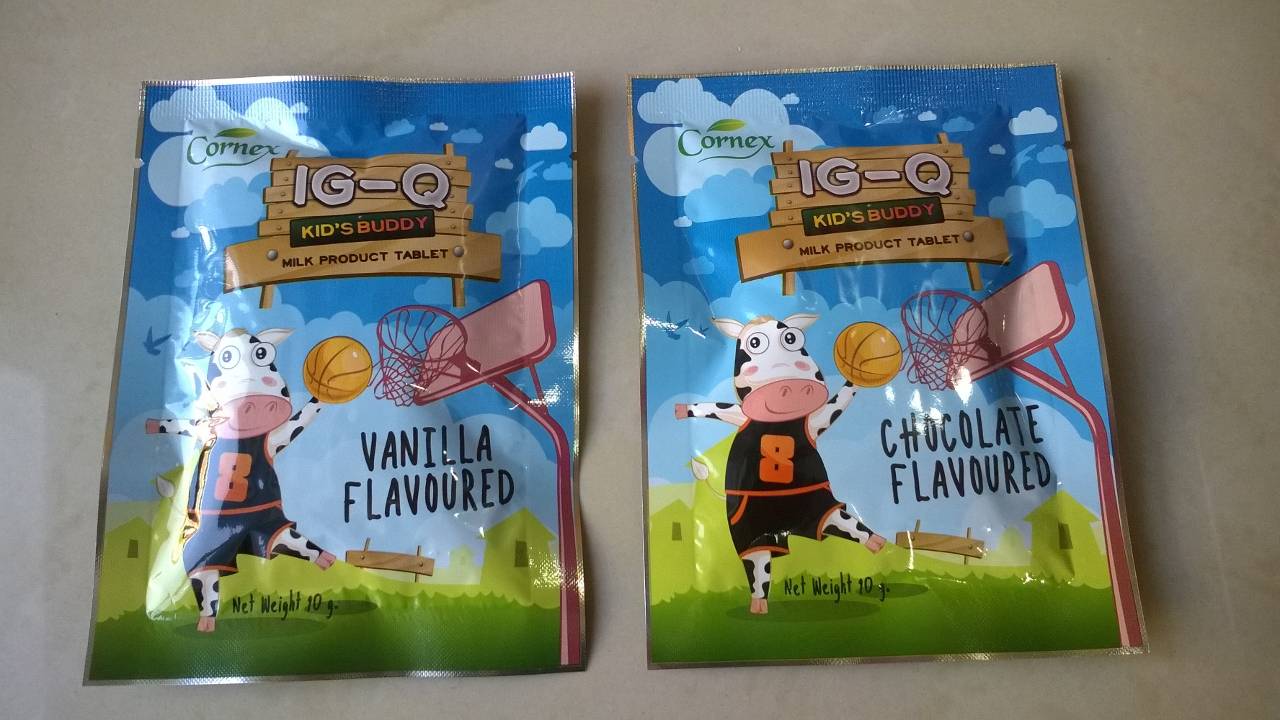 Cornex
IG-Q
KID'S BUDDY
MILK PRODUCT TABLET
8
VANILLA
FLAVOURED
Net Weight 10 g.
Cornex
IG-Q
KID'S BUDDY
MILK PRODUCT TABLET
8
CHOCOLATE
FLAVOURED
Net Weight 10 g.